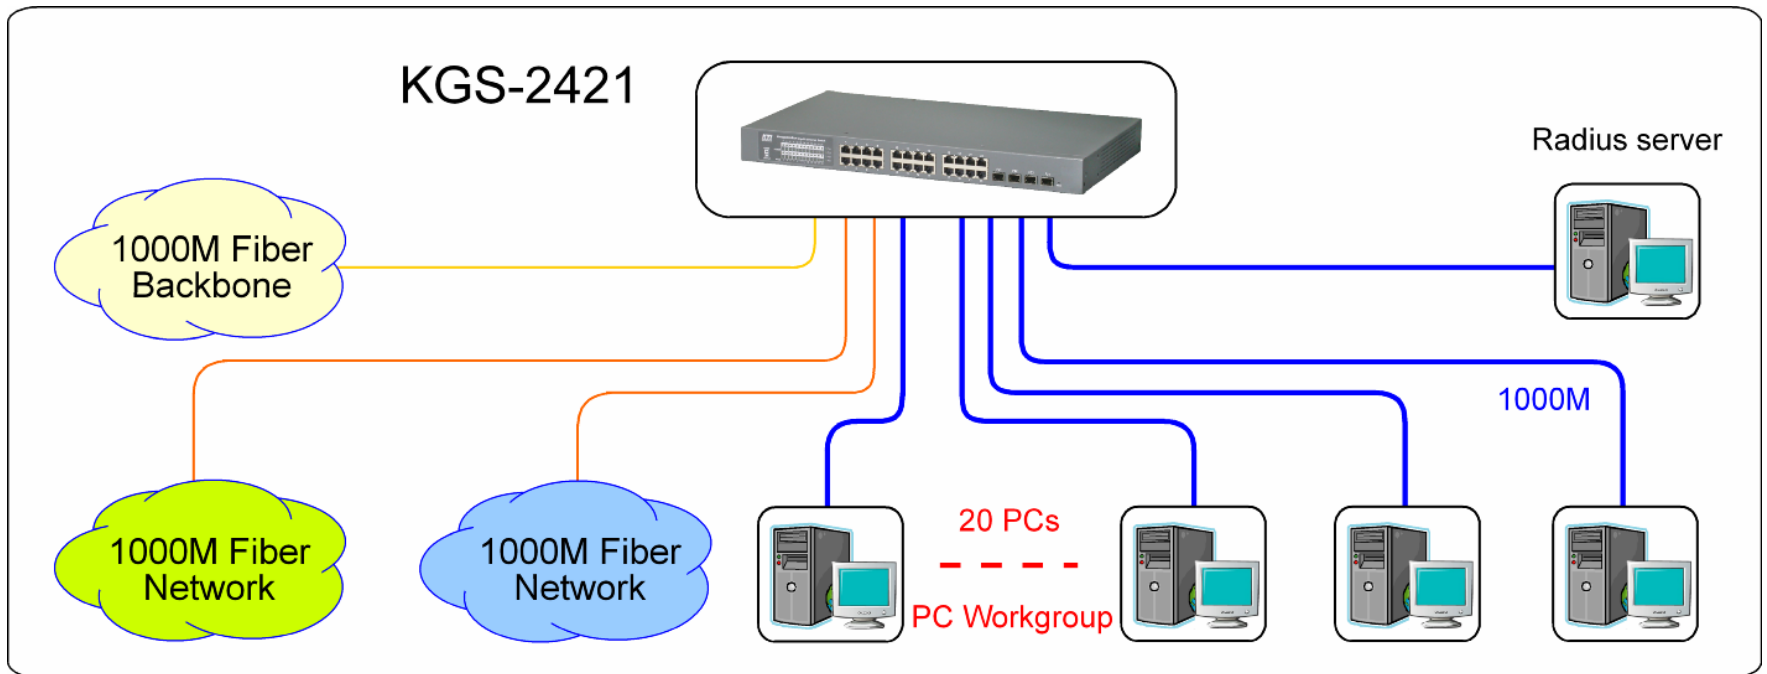 KGS-2421
Radius server
1000M Fiber
Backbone
1000M
1000M Fiber
Network
1000M Fiber
Network
20 PCs
PC Workgroup